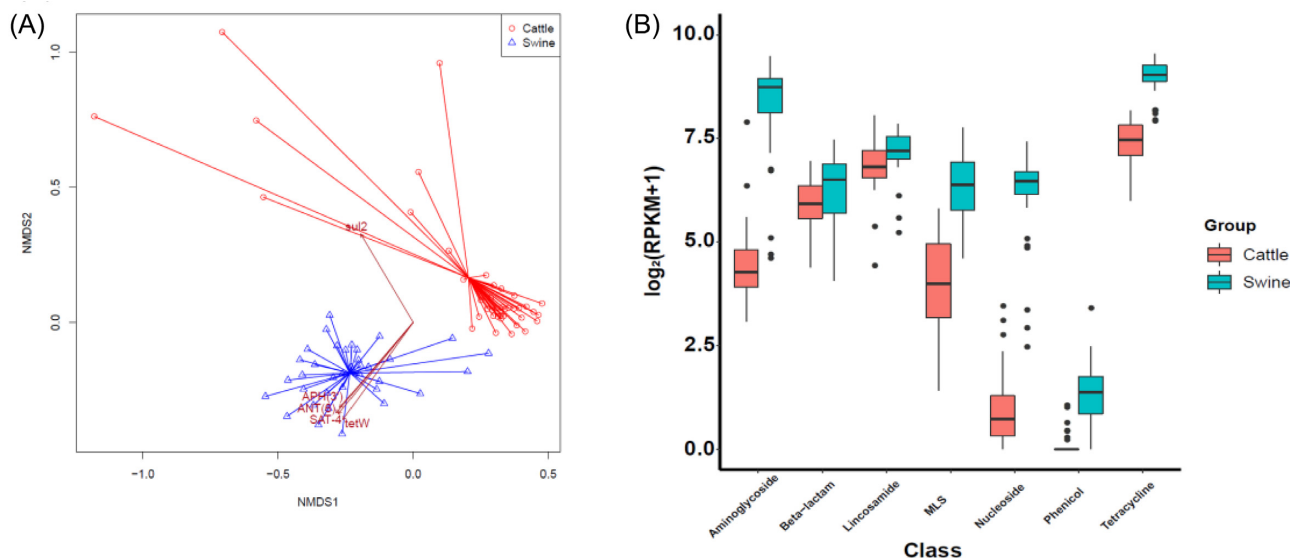 (A)
Cattle
Swine
1.0
0.5
0.0
NMDS2
sul2
APH(3')
ANT(6)
SAT-4
tetW
−1.0
−0.5
0.0
0.5
NMDS1
(B)
10.0
7.5
5.0
2.5
0.0
log₂(RPKM+1)
Group
Cattle
Swine
Aminoglycoside
Beta−lactam
Lincosamide
MLS
Nucleoside
Phenicol
Tetracycline
Class